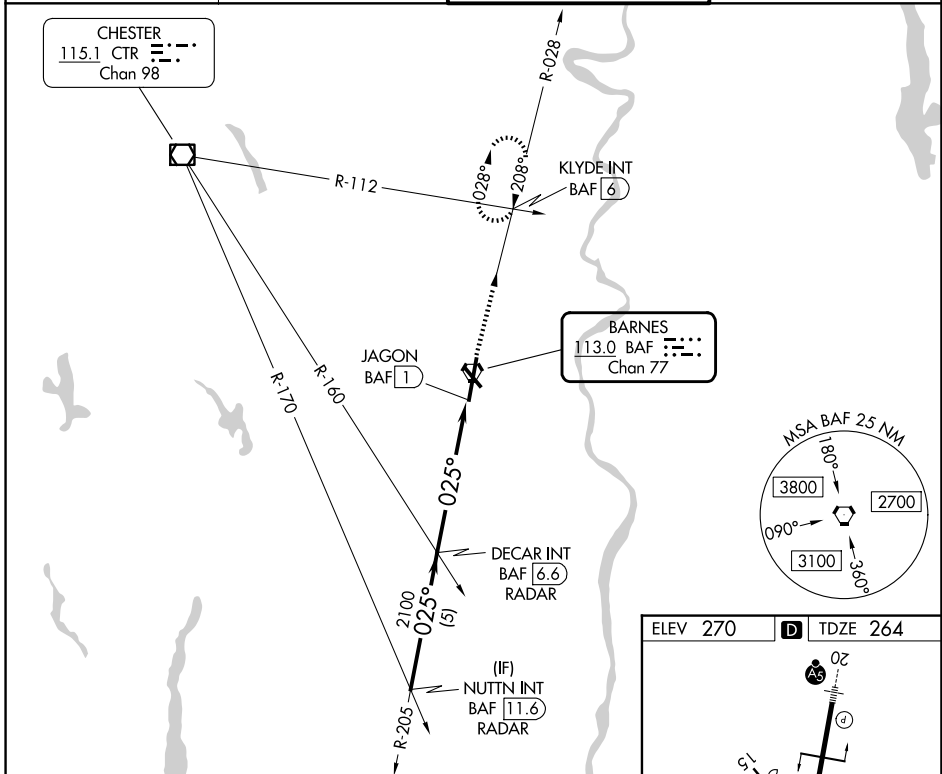 CHESTER
115.1 CTR
Chan 98
R-028
R-112
028°
208°
KLYDE INT
BAF 6
BARNES
113.0 BAF
Chan 77
JAGON
BAF 1
R-170
R-160
025°
MSA BAF 25 NM
180°
3800
2700
090°
3100
360°
DECAR INT
BAF 6.6
RADAR
2100
025°
(5)
(IF)
NUTTN INT
BAF 11.6
RADAR
R-205
ELEV 270 D TDZE 264
20
A5
P
15